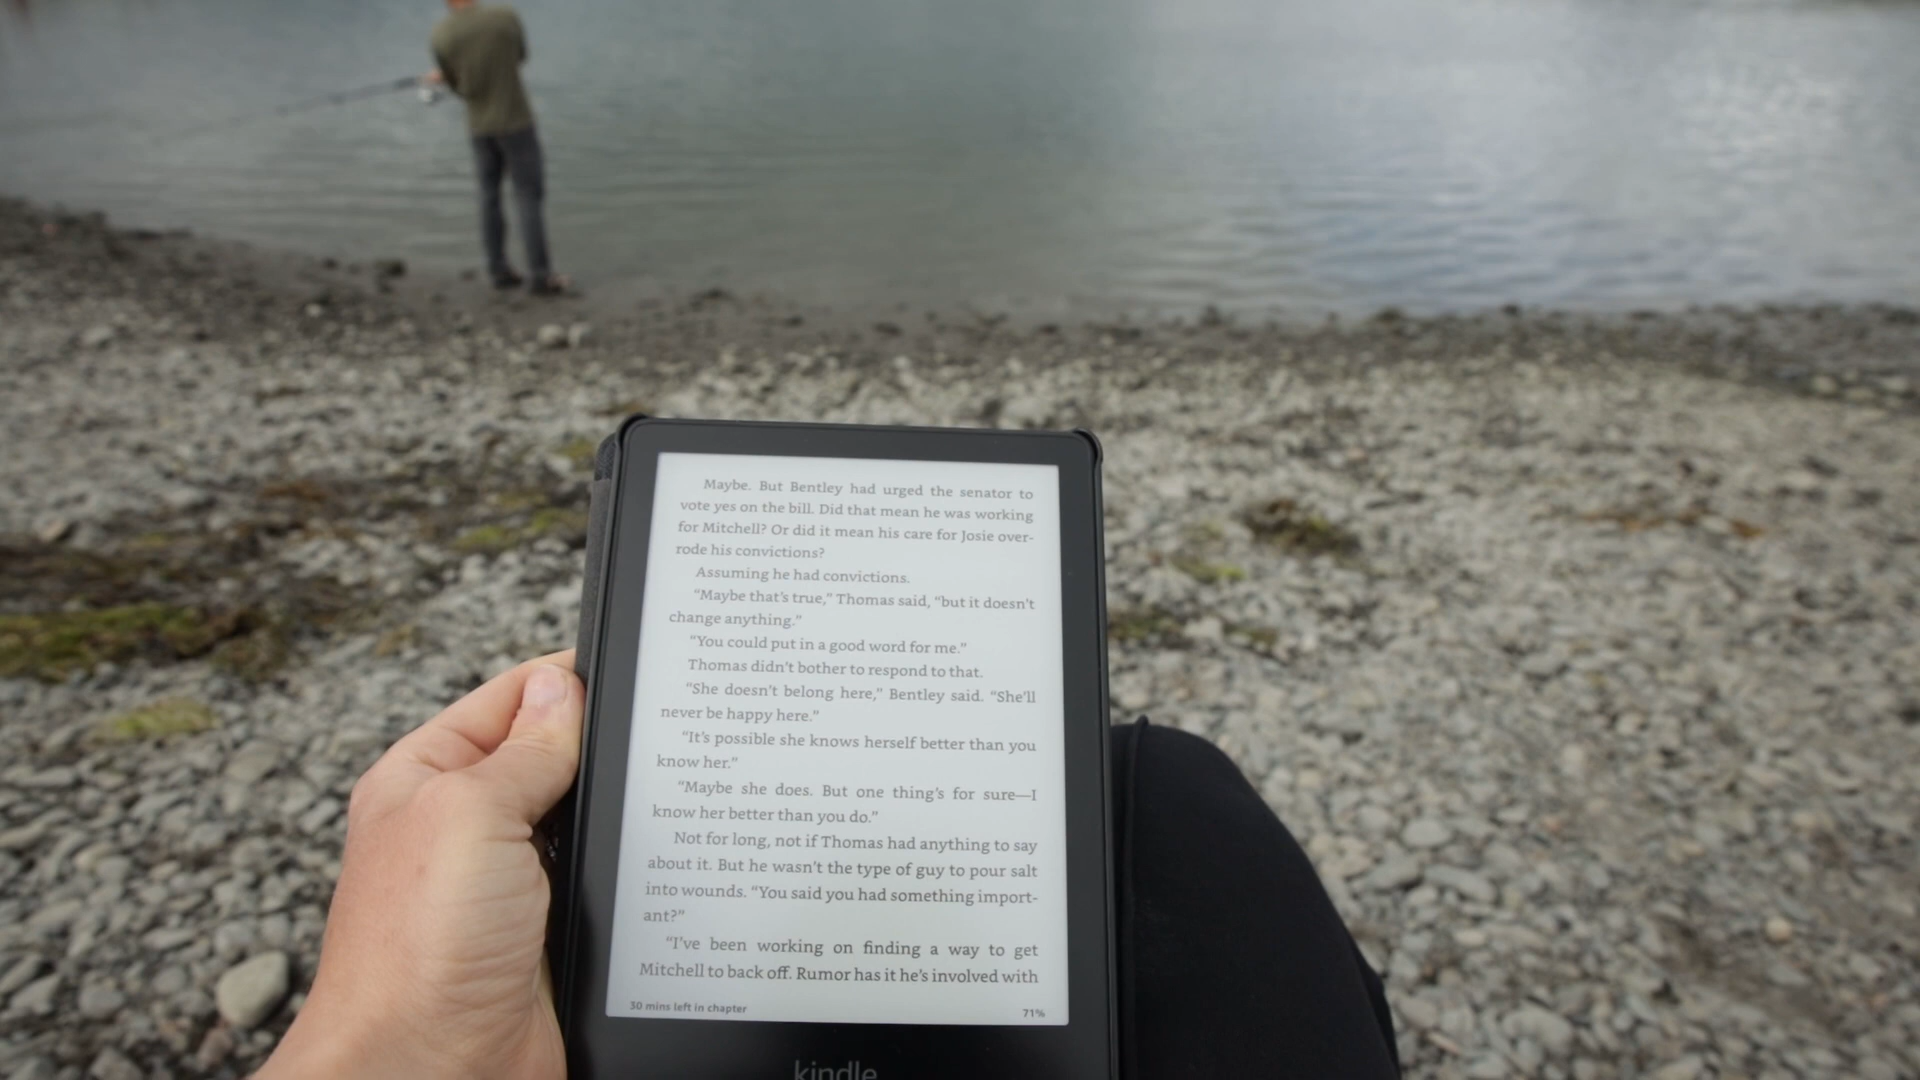 Maybe. But Bentley had urged the senator to
vote yes on the bill. Did that mean he was working
for Mitchell? Or did it mean his care for Josie over-
rode his convictions?
Assuming he had convictions.
“Maybe that’s true,” Thomas said, “but it doesn’t
change anything.”
“You could put in a good word for me.”
Thomas didn’t bother to respond to that.
“She doesn’t belong here,” Bentley said. “She’ll
never be happy here.”
“It’s possible she knows herself better than you
know her.”
“Maybe she does. But one thing’s for sure—I
know her better than you do.”
Not for long, not if Thomas had anything to say
about it. But he wasn’t the type of guy to pour salt
into wounds. “You said you had something import-
ant?”
“I’ve been working on finding a way to get
Mitchell to back off. Rumor has it he’s involved with
30 mins left in chapter 71%
kindle